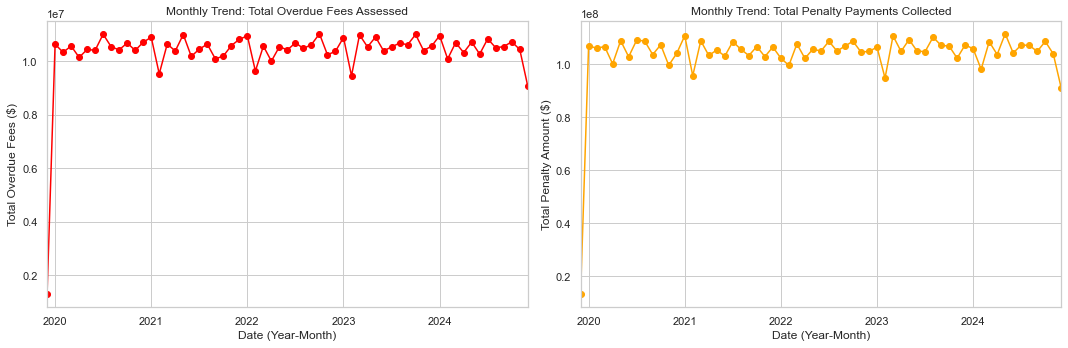 Monthly Trend: Total Overdue Fees Assessed
1e7
1.0
0.8
0.6
0.4
0.2
Total Overdue Fees ($)
2020
2021
2022
2023
2024
Date (Year-Month)
Monthly Trend: Total Penalty Payments Collected
1e8
1.0
0.8
0.6
0.4
0.2
Total Penalty Amount ($)
2020
2021
2022
2023
2024
Date (Year-Month)